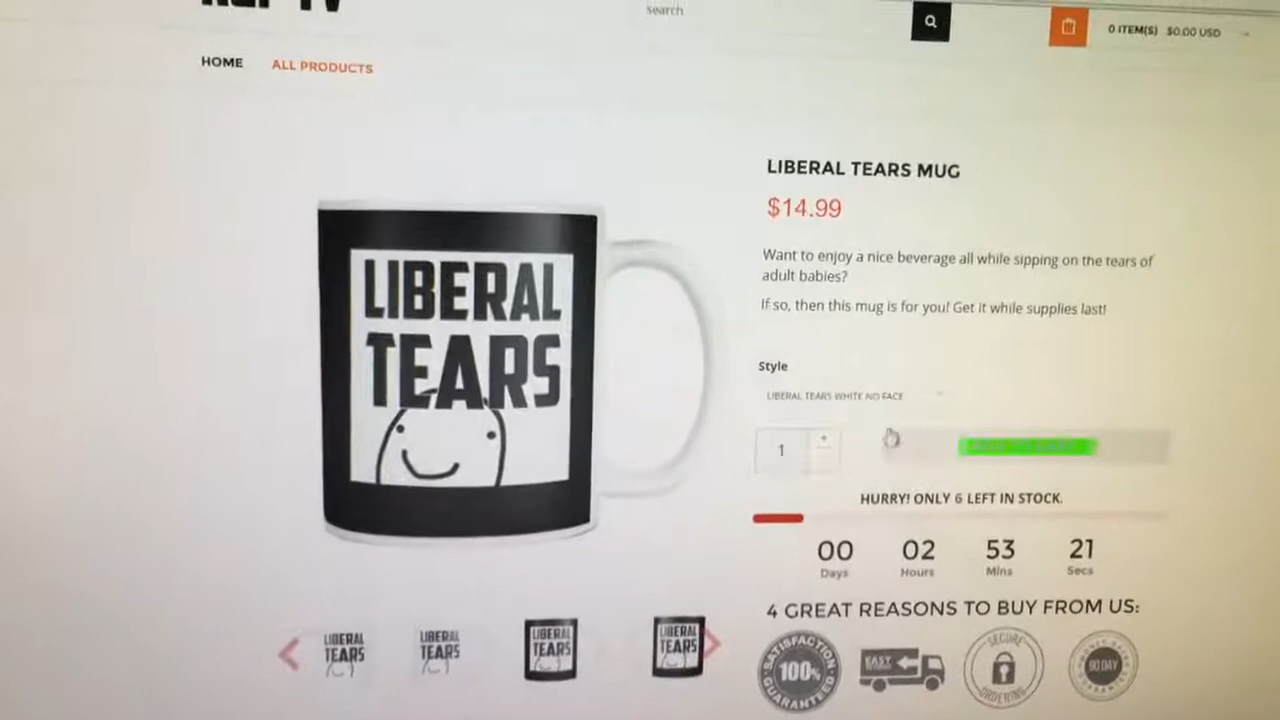 search
0 ITEM(S) $0.00 USD
HOME
ALL PRODUCTS
LIBERAL TEARS MUG
$14.99
Want to enjoy a nice beverage all while sipping on the tears of
adult babies?
If so, then this mug is for you! Get it while supplies last!
Style
LIBERAL TEARS WHITE NO FACE
1
HURRY! ONLY 6 LEFT IN STOCK.
00 02 53 21
Days Hours Mins Secs
4 GREAT REASONS TO BUY FROM US:
SATISFACTION
100%
GUARANTEED
SECURE
ORDERING
LIBERAL
TEARS
LIBERAL
TEARS
LIBERAL
TEARS
LIBERAL
TEARS
LIBERAL
TEARS